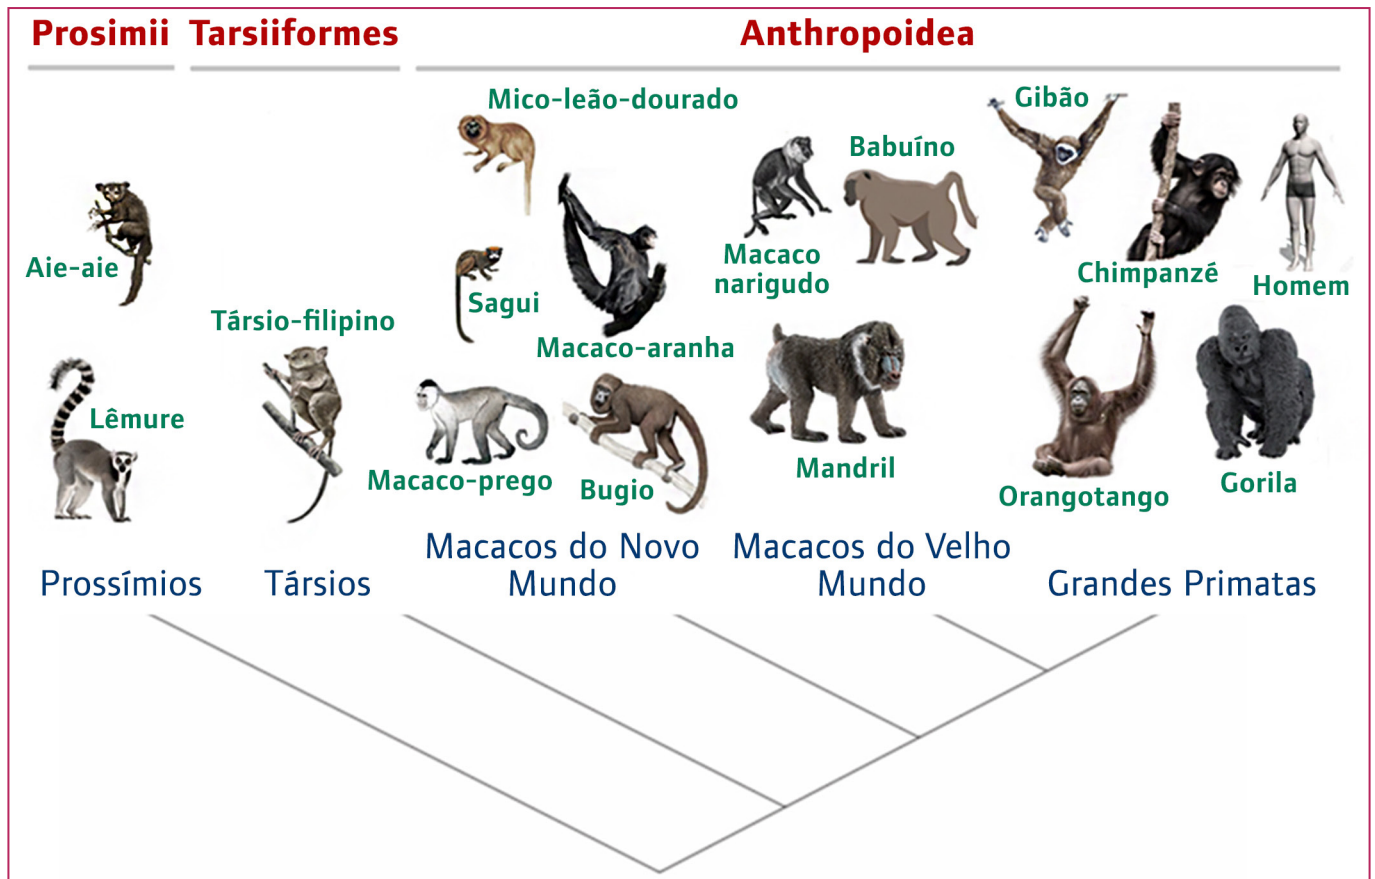 Prosimii
Tarsiiformes
Anthropoidea
Mico-leão-dourado
Gibão
Babuíno
Aie-aie
Macaco
narigudo
Chimpanzé
Homem
Sagui
Társio-filipino
Macaco-aranha
Lêmure
Macaco-prego
Bugio
Mandril
Orangotango
Gorila
Prossímios
Társios
Macacos do Novo
Mundo
Macacos do Velho
Mundo
Grandes Primatas